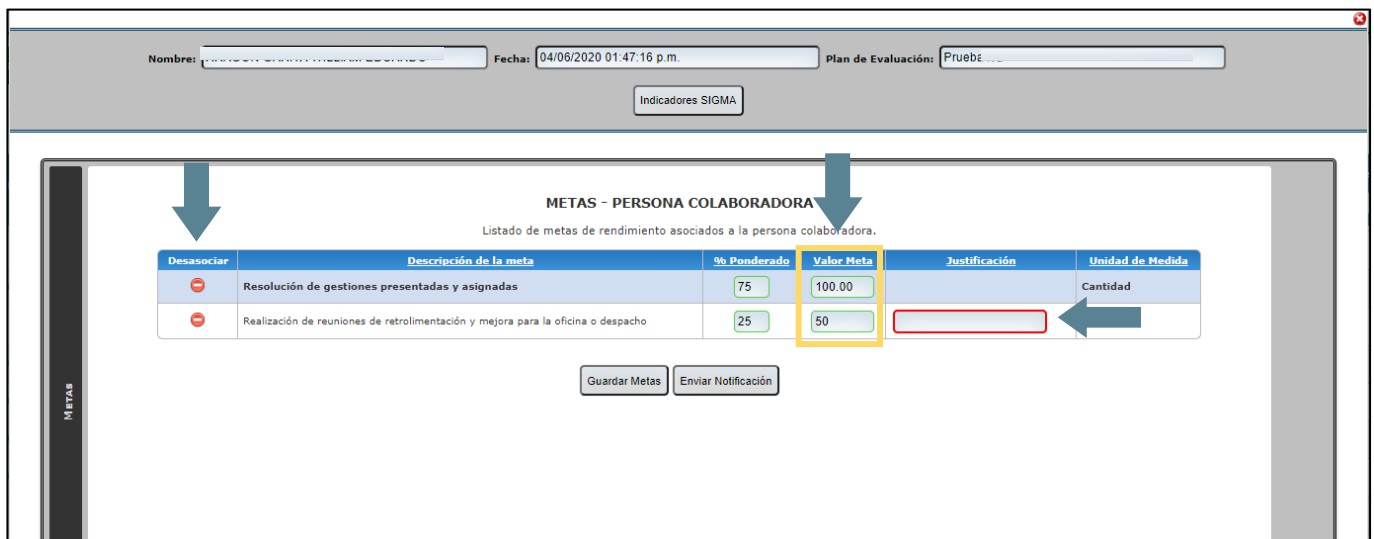 Nombre: Fecha: 04/06/2020 01:47:16 p.m. Plan de Evaluación: Prueba
Indicadores SIGMA
METAS - PERSONA COLABORADORA
Listado de metas de rendimiento asociados a la persona colaboradora.
Desasociar Descripción de la meta % Ponderado Valor Meta Justificación Unidad de Medida
Resolución de gestiones presentadas y asignadas 75 100.00 Cantidad
Realización de reuniones de retrolimentación y mejora para la oficina o despacho 25 50
Guardar Metas Enviar Notificación
METAS